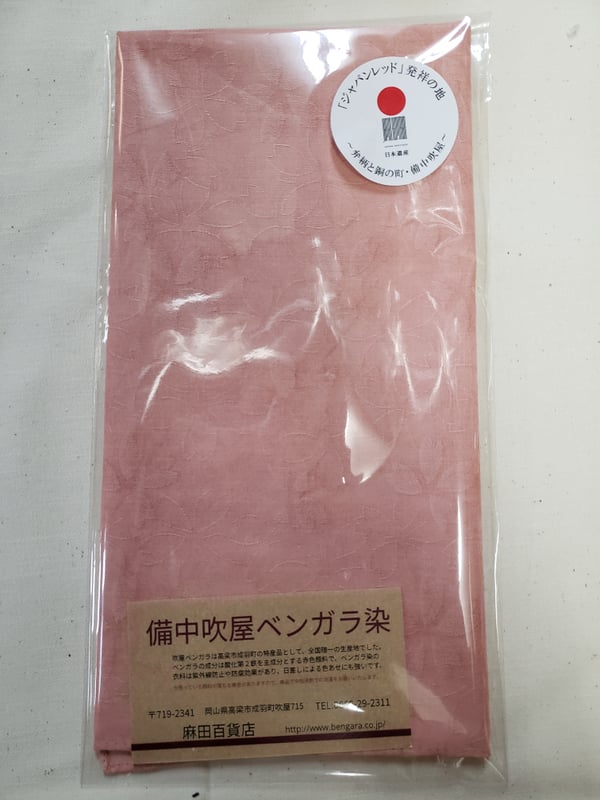 「ジャパンレッド」発祥の地
日本遺産
～弁柄と銅の町・備中吹屋～
備中吹屋ベンガラ染
吹屋ベンガラは高梁市成羽町の特産品として、全国唯一の生産地でした。
ベンガラの成分は酸化第2鉄を主成分とする赤色顔料で、ベンガラ染の
衣料は紫外線防止や防腐効果があり、日差しによる色あせにも強いです。
〒719-2341 岡山県高梁市成羽町吹屋715 TEL.0866-29-2311
麻田百貨店 http://www.bengara.co.jp/